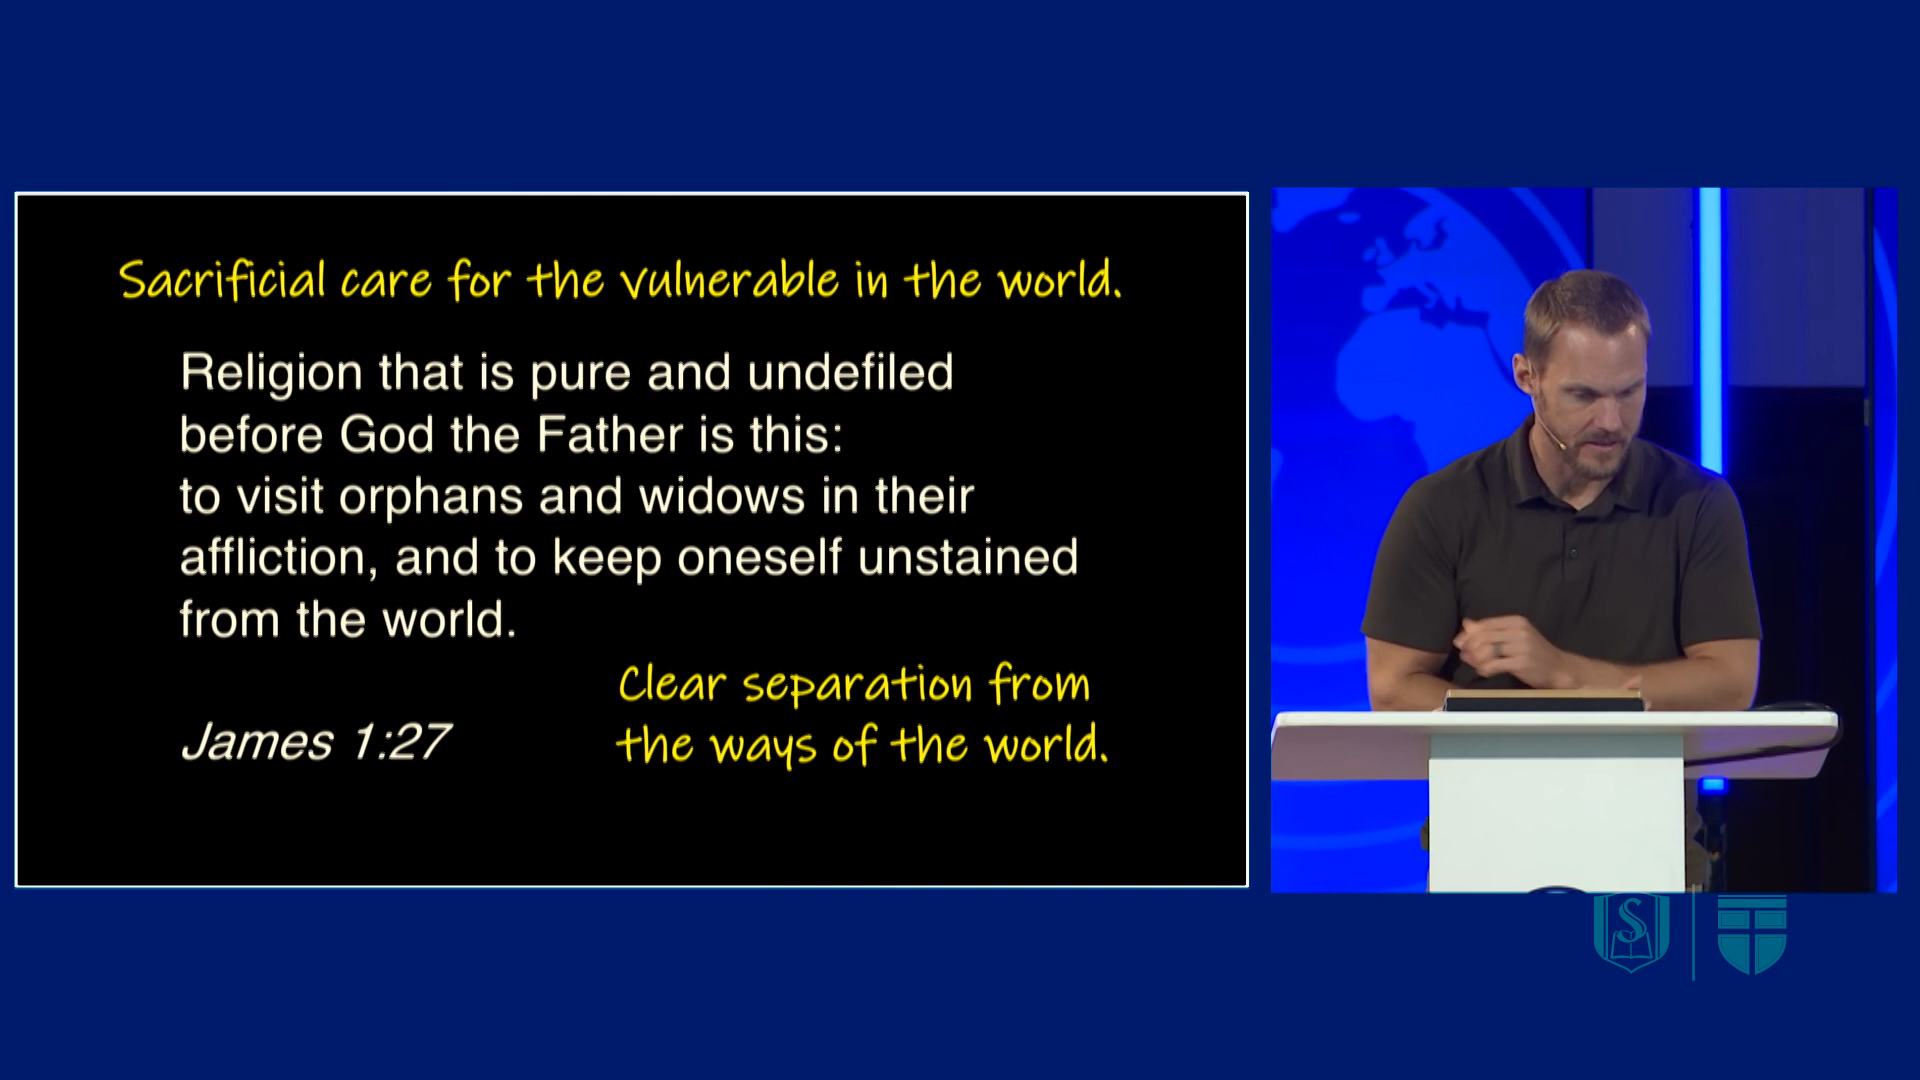 Sacrificial care for the vulnerable in the world.
Religion that is pure and undefiled
before God the Father is this:
to visit orphans and widows in their
affliction, and to keep oneself unstained
from the world.
Clear separation from
the ways of the world.
James 1:27
S